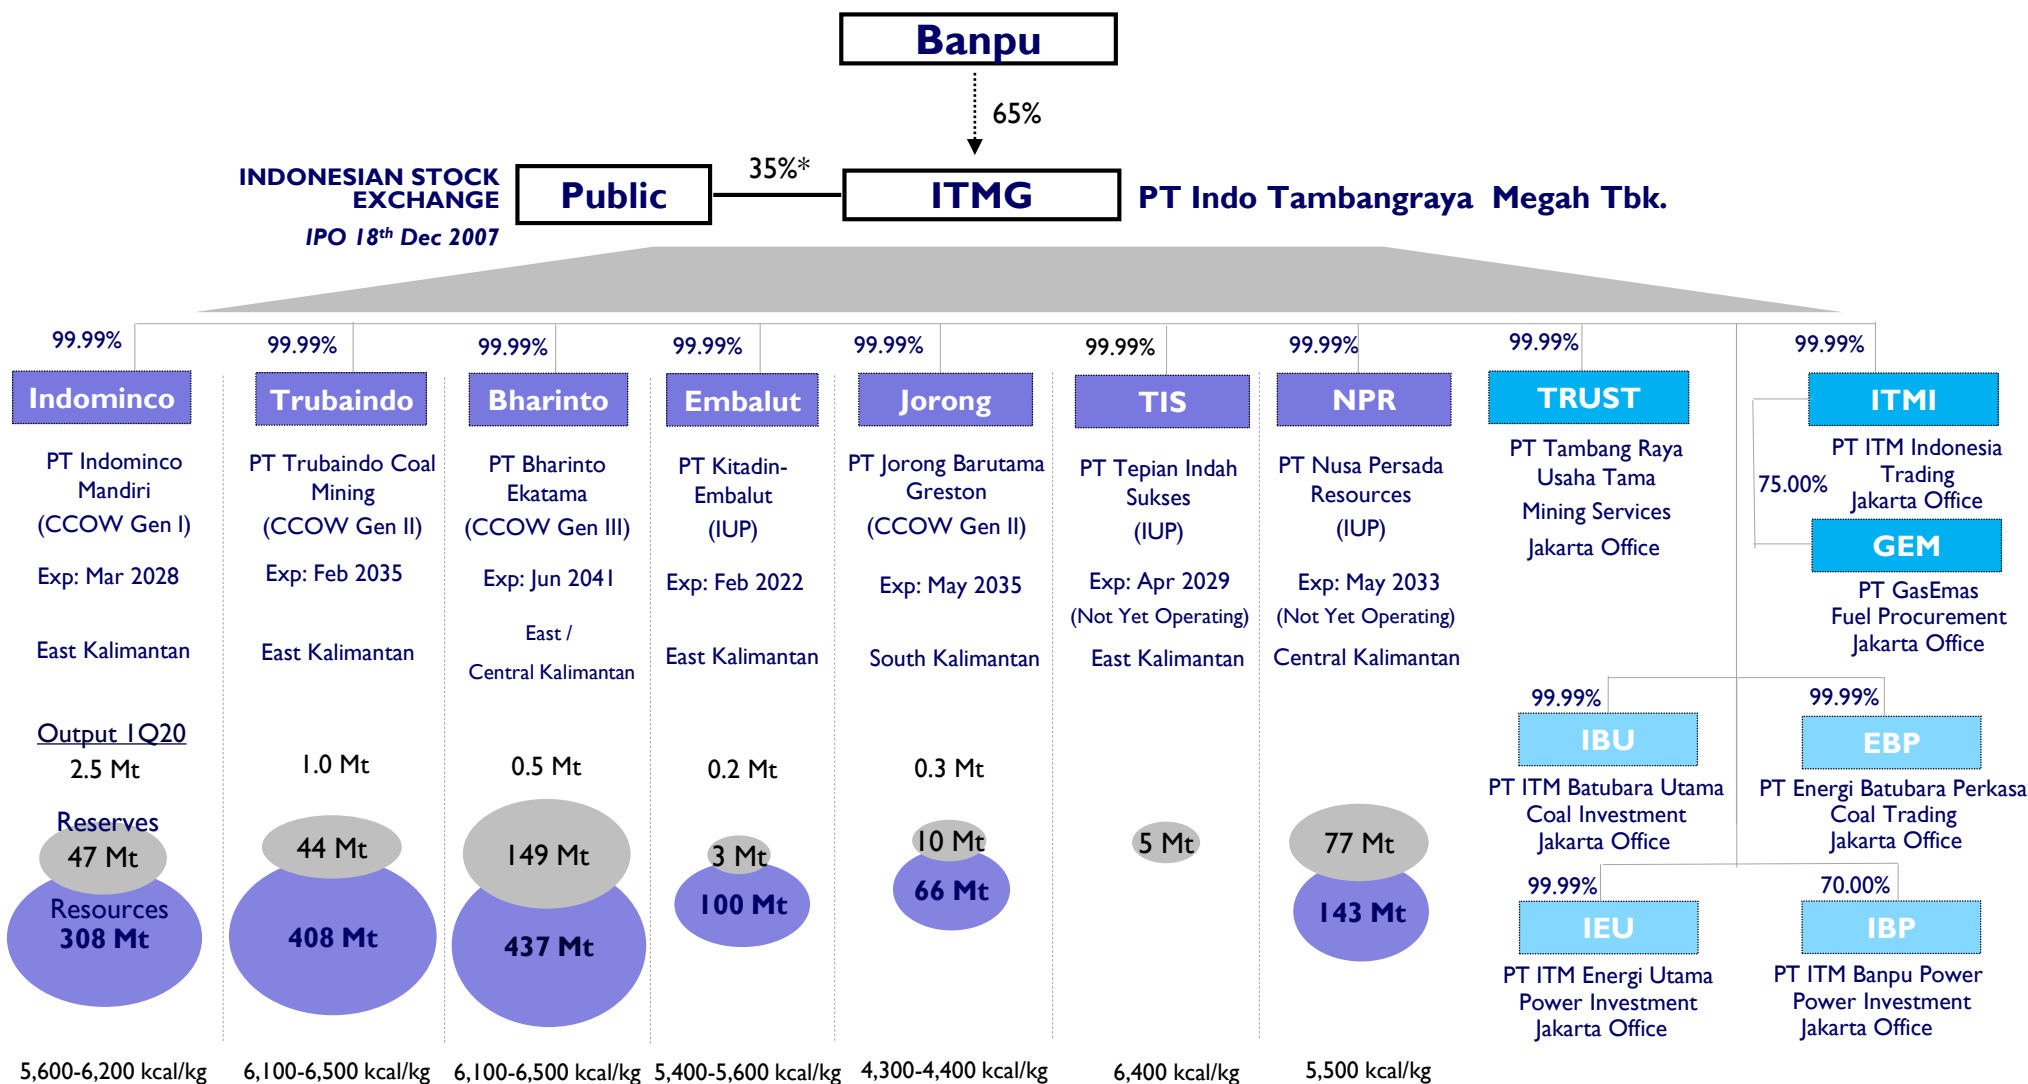 Banpu
65%
INDONESIAN STOCK
EXCHANGE
IPO 18th Dec 2007
Public
35%*
ITMG
PT Indo Tambangraya Megah Tbk.
99.99%
Indominco
PT Indominco
Mandiri
(CCOW Gen I)
Exp: Mar 2028
East Kalimantan
Output 1Q20
2.5 Mt
Reserves
47 Mt
Resources
308 Mt
5,600-6,200 kcal/kg
99.99%
Trubaindo
PT Trubaindo Coal
Mining
(CCOW Gen II)
Exp: Feb 2035
East Kalimantan
1.0 Mt
44 Mt
408 Mt
6,100-6,500 kcal/kg
99.99%
Bharinto
PT Bharinto
Ekatama
(CCOW Gen III)
Exp: Jun 2041
East /
Central Kalimantan
0.5 Mt
149 Mt
437 Mt
6,100-6,500 kcal/kg
99.99%
Embalut
PT Kitadin-
Embalut
(IUP)
Exp: Feb 2022
East Kalimantan
0.2 Mt
3 Mt
100 Mt
5,400-5,600 kcal/kg
99.99%
Jorong
PT Jorong Barutama
Greston
(CCOW Gen II)
Exp: May 2035
South Kalimantan
0.3 Mt
10 Mt
66 Mt
4,300-4,400 kcal/kg
99.99%
TIS
PT Tepian Indah
Sukses
(IUP)
Exp: Apr 2029
(Not Yet Operating)
East Kalimantan
5 Mt
6,400 kcal/kg
99.99%
NPR
PT Nusa Persada
Resources
(IUP)
Exp: May 2033
(Not Yet Operating)
Central Kalimantan
77 Mt
143 Mt
5,500 kcal/kg
99.99%
TRUST
PT Tambang Raya
Usaha Tama
Mining Services
Jakarta Office
99.99%
ITMI
PT ITM Indonesia
Trading
Jakarta Office
75.00%
GEM
PT GasEmas
Fuel Procurement
Jakarta Office
99.99%
IBU
PT ITM Batubara Utama
Coal Investment
Jakarta Office
99.99%
EBP
PT Energi Batubara Perkasa
Coal Trading
Jakarta Office
99.99%
IEU
PT ITM Energi Utama
Power Investment
Jakarta Office
70.00%
IBP
PT ITM Banpu Power
Power Investment
Jakarta Office